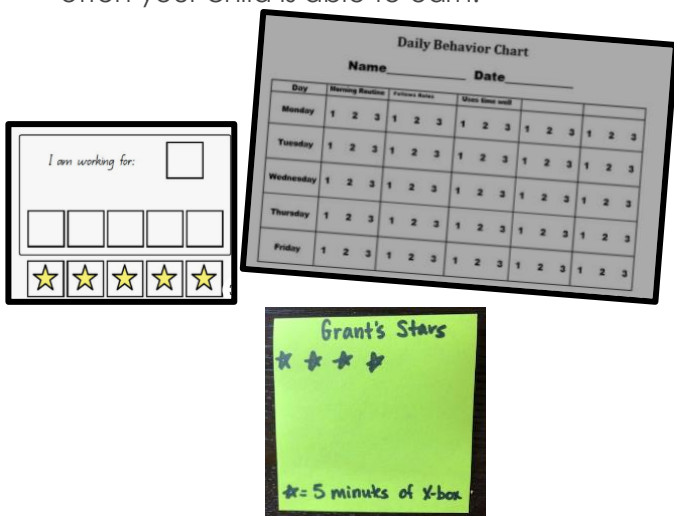 often your child is able to earn.
Daily Behavior Chart
Name__________ Date__________
Day Morning Routine Follows Rules Uses time well
Monday 1 2 3 1 2 3 1 2 3 1 2 3 1 2 3
Tuesday 1 2 3 1 2 3 1 2 3 1 2 3 1 2 3
Wednesday 1 2 3 1 2 3 1 2 3 1 2 3 1 2 3
Thursday 1 2 3 1 2 3 1 2 3 1 2 3 1 2 3
Friday 1 2 3 1 2 3 1 2 3 1 2 3 1 2 3
I am working for:
Grant's Stars
= 5 minutes of X-box